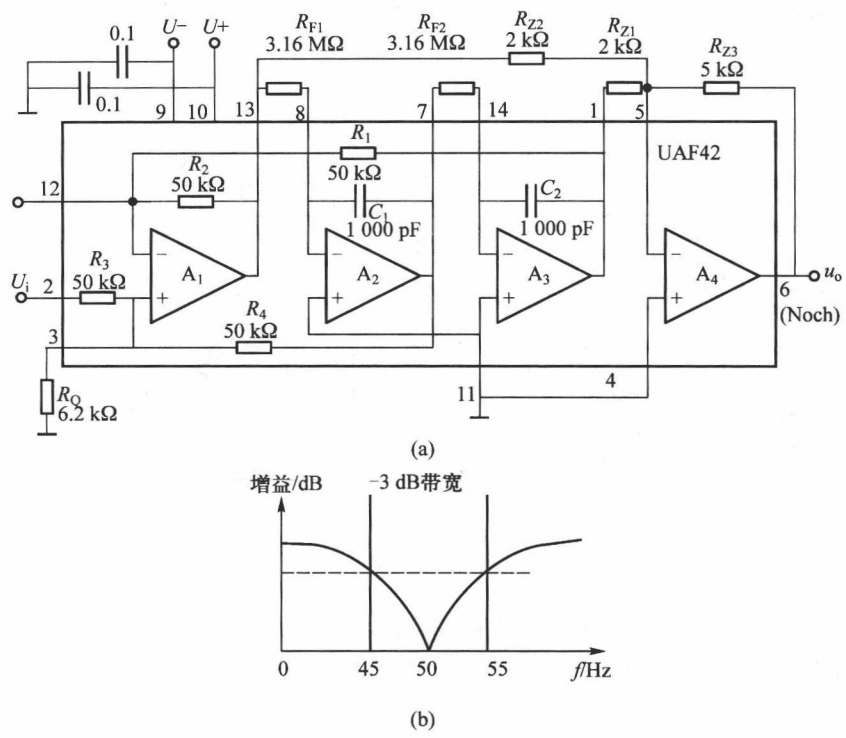 0.1
0.1
U−
U+
R_F1
3.16 MΩ
R_F2
3.16 MΩ
R_Z2
2 kΩ
R_Z1
2 kΩ
R_Z3
5 kΩ
9
10
13
8
7
14
1
5
UAF42
R_1
50 kΩ
12
R_2
50 kΩ
C_1
1 000 pF
C_2
1 000 pF
−
A_1
+
−
A_2
+
−
A_3
+
−
A_4
+
U_i
2
R_3
50 kΩ
3
R_4
50 kΩ
R_Q
6.2 kΩ
11
4
6
u_o
(Noch)
(a)
增益/dB
−3 dB带宽
0
45
50
55
f/Hz
(b)